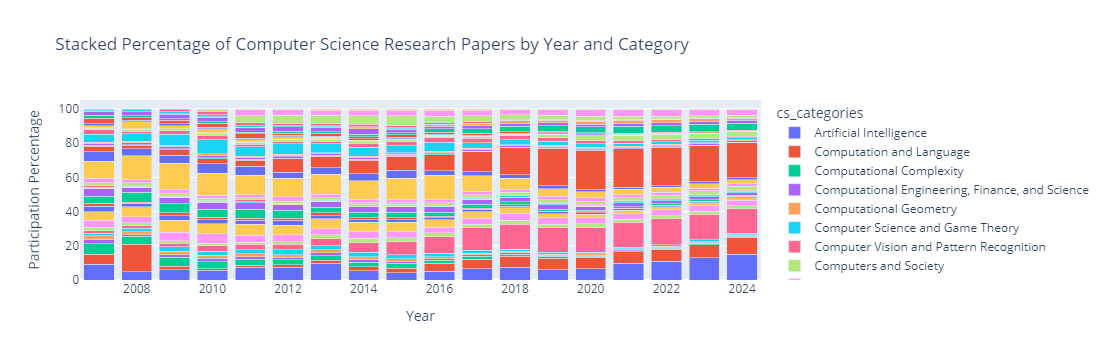 Stacked Percentage of Computer Science Research Papers by Year and Category
Participation Percentage
100
80
60
40
20
0
2008 2010 2012 2014 2016 2018 2020 2022 2024
Year
cs_categories
Artificial Intelligence
Computation and Language
Computational Complexity
Computational Engineering, Finance, and Science
Computational Geometry
Computer Science and Game Theory
Computer Vision and Pattern Recognition
Computers and Society